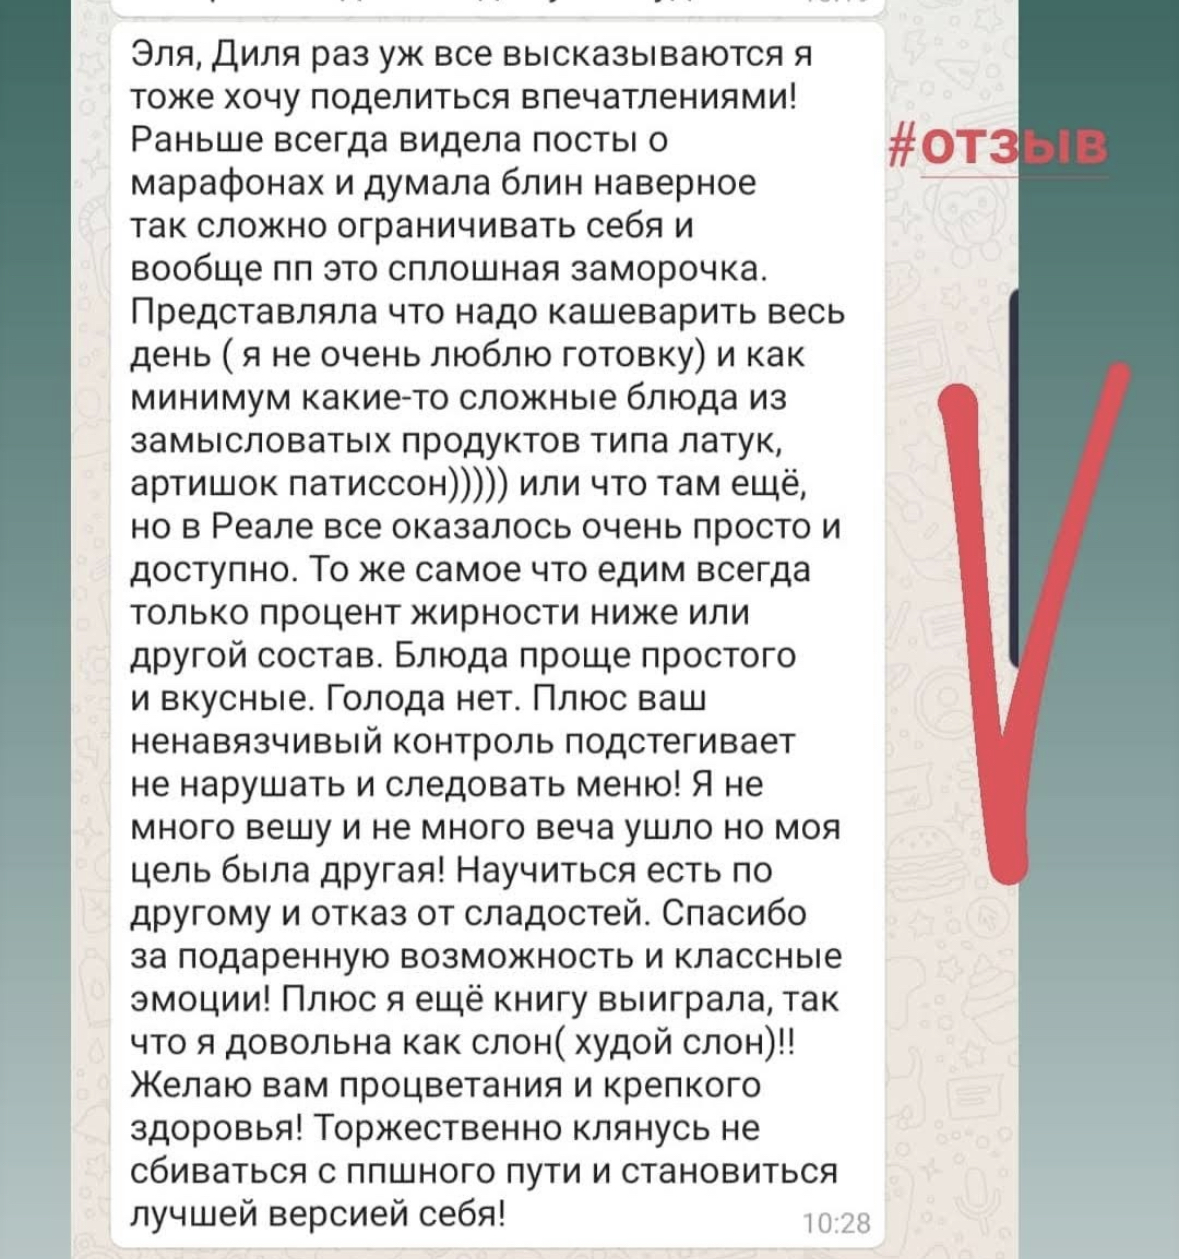 Эля, Диля раз уж все высказываются я
тоже хочу поделиться впечатлениями!
Раньше всегда видела посты о
марафонах и думала блин наверное
так сложно ограничивать себя и
вообще пп это сплошная заморочка.
Представляла что надо кашеварить весь
день ( я не очень люблю готовку) и как
минимум какие-то сложные блюда из
замысловатых продуктов типа латук,
артишок патиссон))))) или что там ещё,
но в Реале все оказалось очень просто и
доступно. То же самое что едим всегда
только процент жирности ниже или
другой состав. Блюда проще простого
и вкусные. Голода нет. Плюс ваш
ненавязчивый контроль подстегивает
не нарушать и следовать меню! Я не
много вешу и не много веча ушло но моя
цель была другая! Научиться есть по
другому и отказ от сладостей. Спасибо
за подаренную возможность и классные
эмоции! Плюс я ещё книгу выиграла, так
что я довольна как слон( худой слон)!!
Желаю вам процветания и крепкого
здоровья! Торжественно клянусь не
сбиваться с ппшного пути и становиться
лучшей версией себя!
10:28
#отзыв